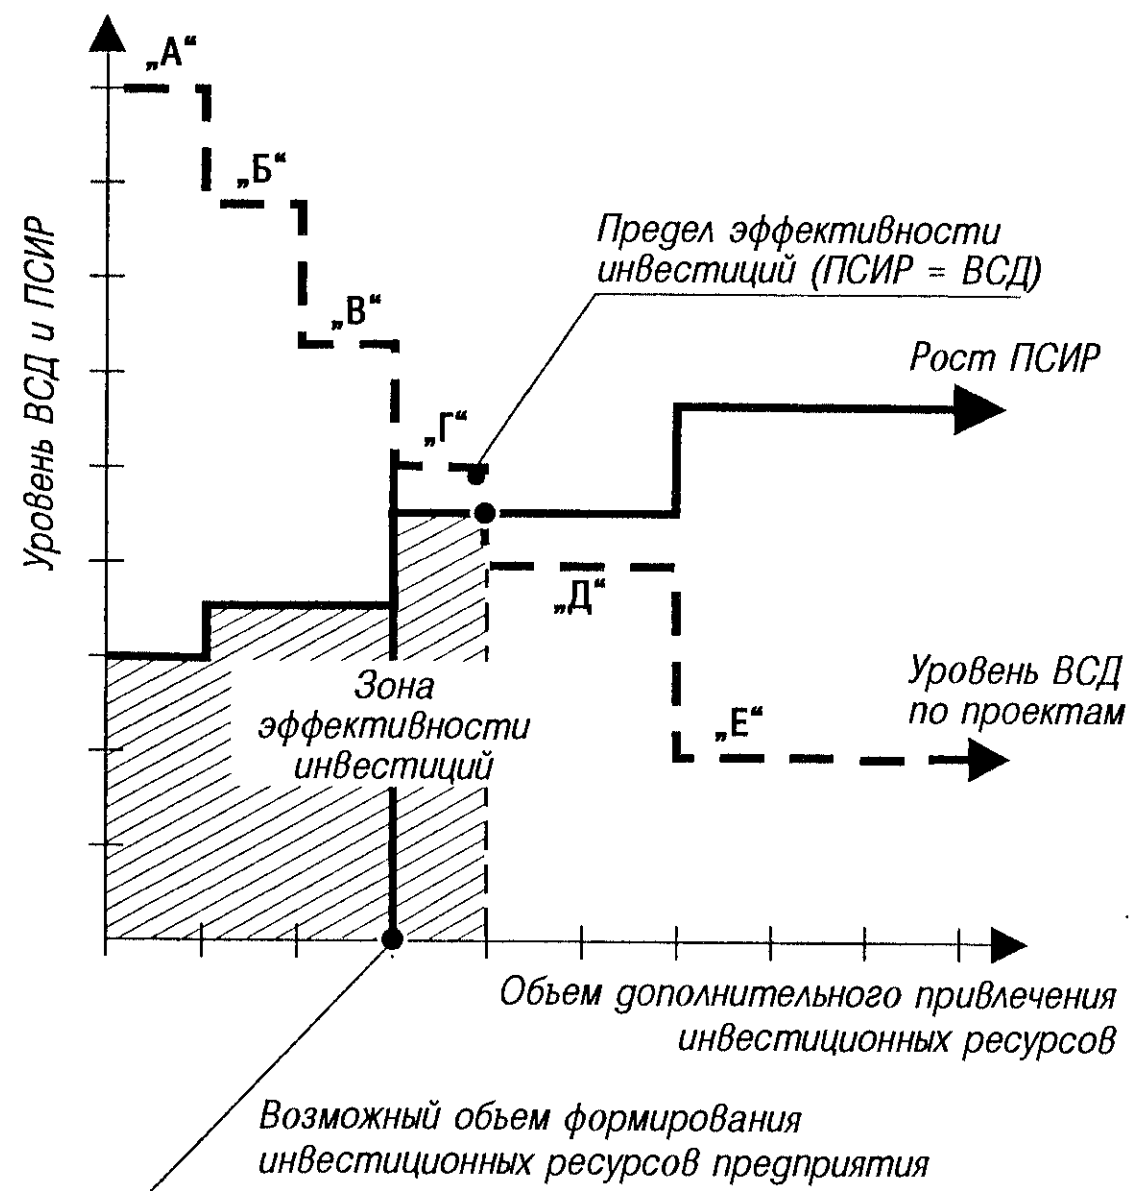 „А“
„Б“
„В“
„Г“
„Д“
„Е“
Уровень ВСД и ПСИР
Предел эффективности
инвестиций (ПСИР = ВСД)
Рост ПСИР
Зона
эффективности
инвестиций
Уровень ВСД
по проектам
Объем дополнительного привлечения
инвестиционных ресурсов
Возможный объем формирования
инвестиционных ресурсов предприятия